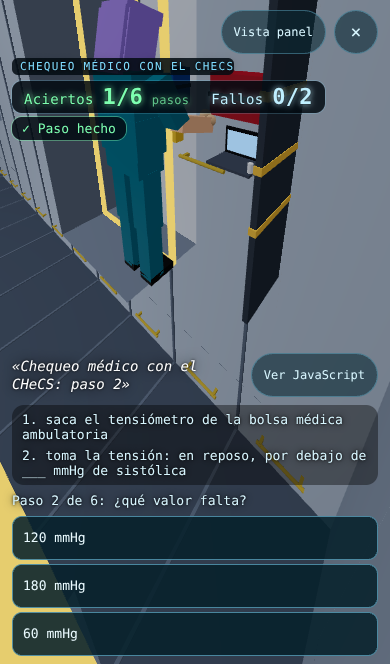 Vista panel
×
CHEQUEO MÉDICO CON EL CHECS
Aciertos 1/6 pasos Fallos 0/2
✓ Paso hecho
«Chequeo médico con el
CHeCS: paso 2»
Ver JavaScript
1. saca el tensiómetro de la bolsa médica
ambulatoria
2. toma la tensión: en reposo, por debajo de
___ mmHg de sistólica
Paso 2 de 6: ¿qué valor falta?
120 mmHg
180 mmHg
60 mmHg